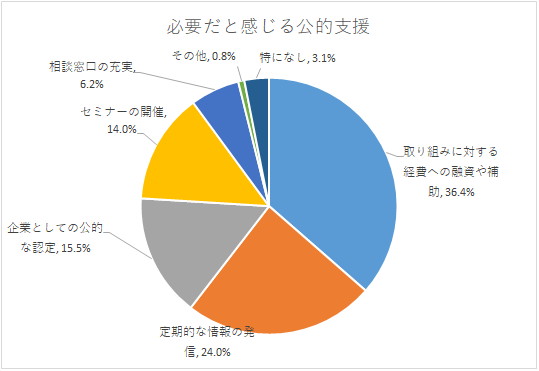 必要だと感じる公的支援
その他, 0.8%
特になし, 3.1%
相談窓口の充実,
6.2%
セミナーの開催,
14.0%
取り組みに対する
経費への融資や補
助, 36.4%
企業としての公的
な認定, 15.5%
定期的な情報の発
信, 24.0%